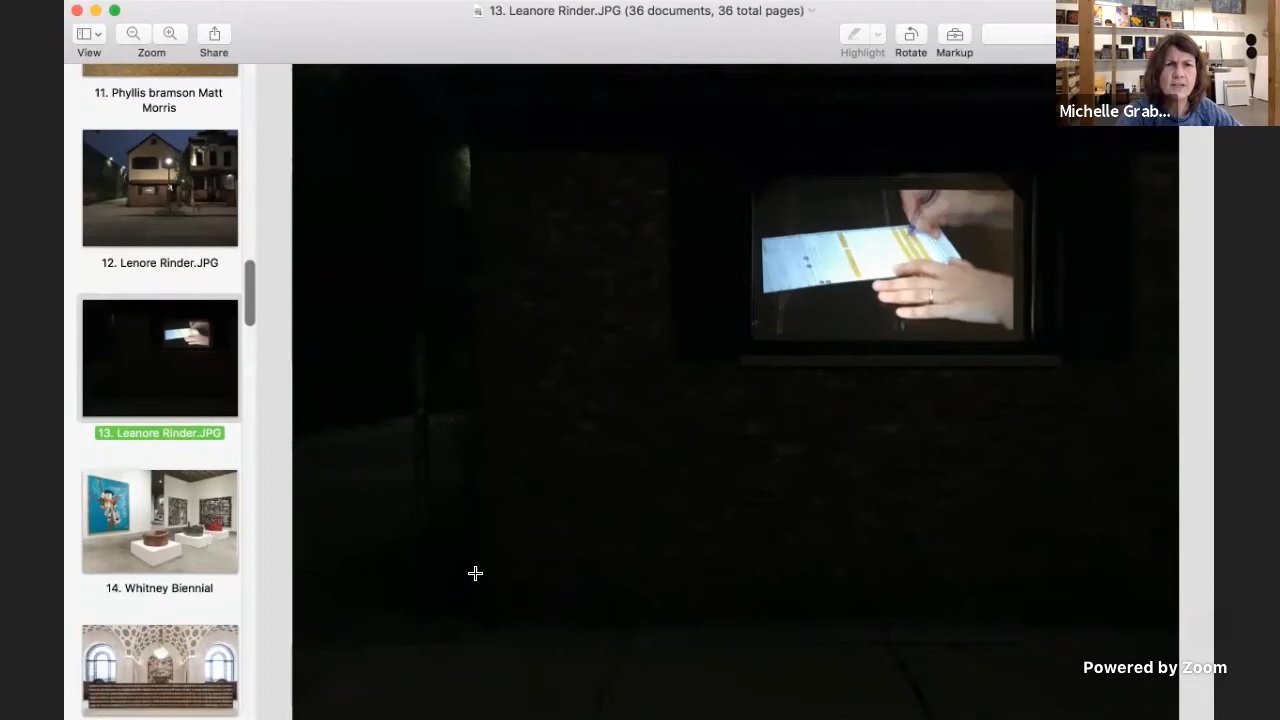 13. Leanore Rinder.JPG (36 documents, 36 total pages)
View
Zoom
Share
Highlight
Rotate
Markup
11. Phyllis bramson Matt
Morris
12. Lenore Rinder.JPG
13. Leanore Rinder.JPG
14. Whitney Biennial
Michelle Grab...
Powered by Zoom